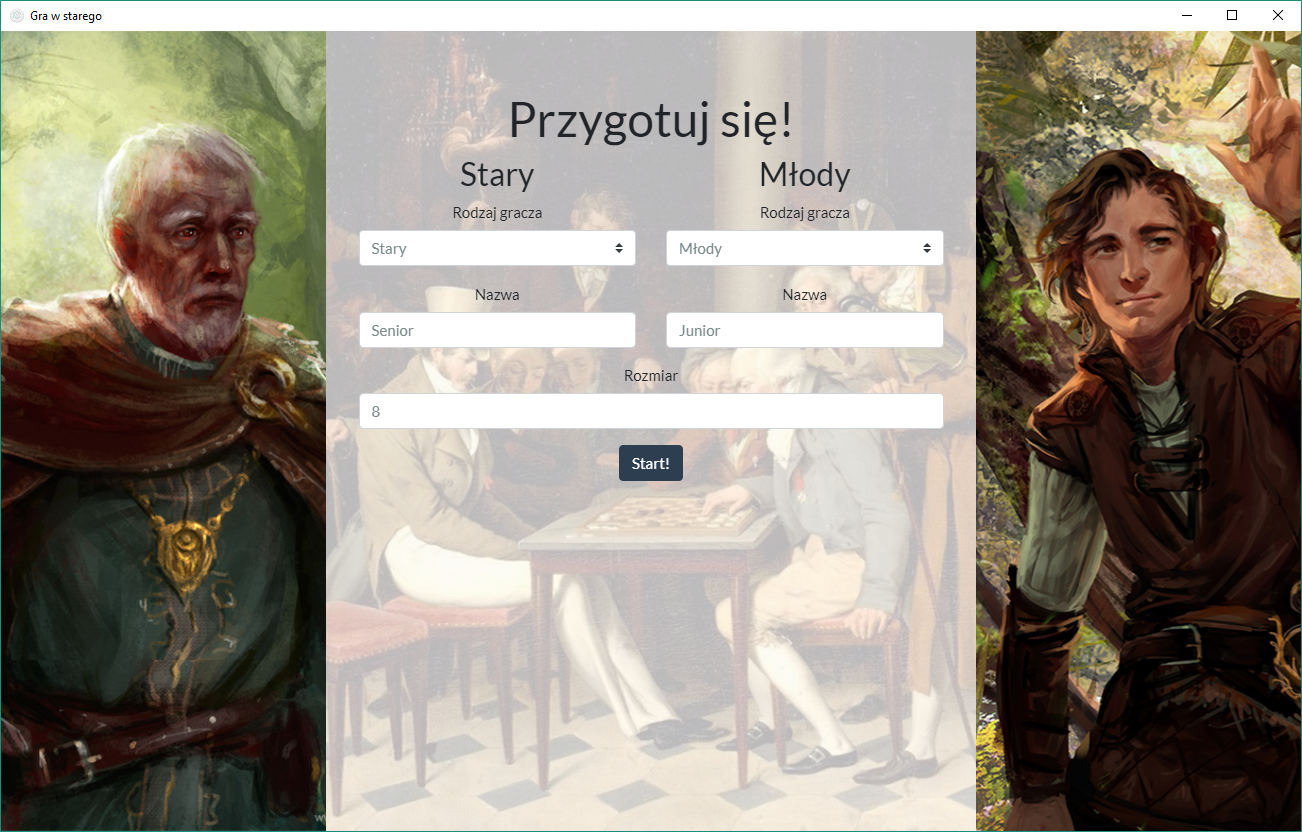 Gra w starego
Przygotuj się!
Stary Młody
Rodzaj gracza Rodzaj gracza
Stary Młody
Nazwa Nazwa
Senior Junior
Rozmiar
8
Start!